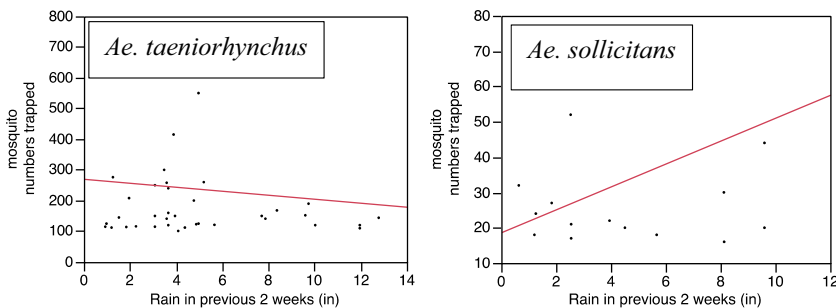 Ae. taeniorhynchus
800
700
600
500
400
300
200
100
0
mosquito
numbers trapped
0 2 4 6 8 10 12 14
Rain in previous 2 weeks (in)
Ae. sollicitans
80
70
60
50
40
30
20
10
mosquito
numbers trapped
0 2 4 6 8 10 12
Rain in previous 2 weeks (in)